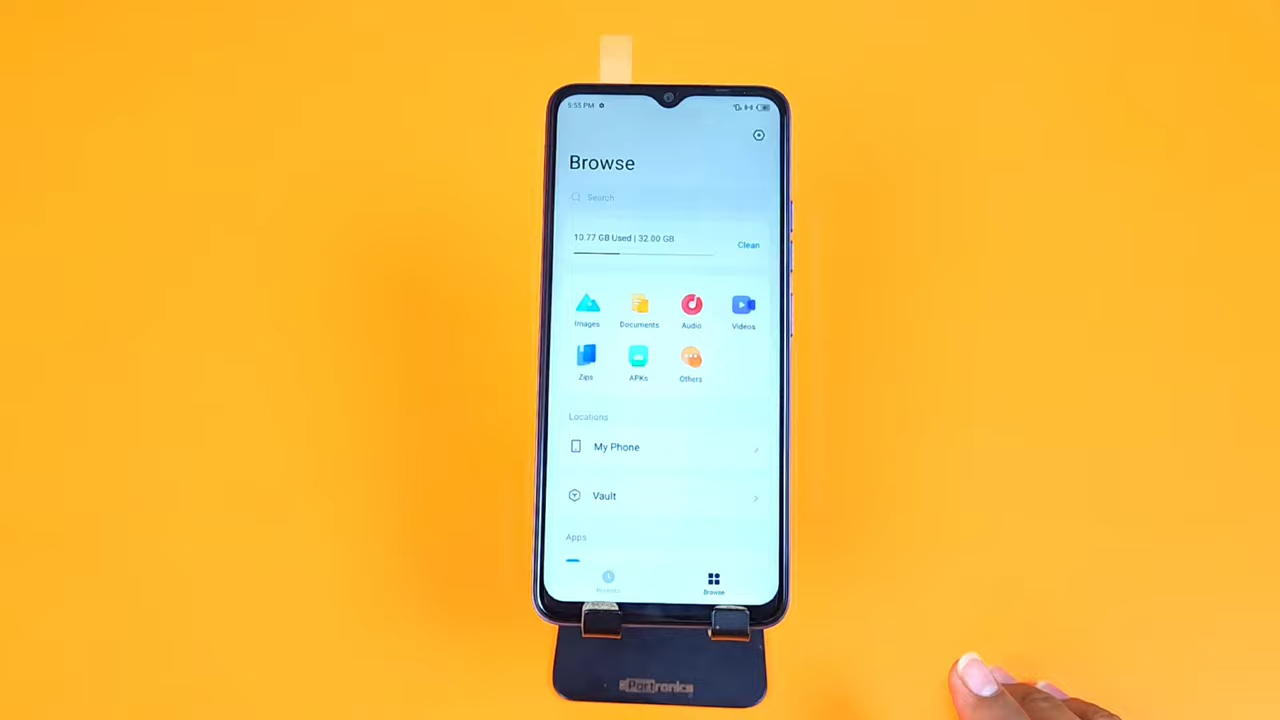 5:55 PM
Browse
Search
10.77 GB Used | 32.00 GB
Clean
Images Documents Audio Videos
Zips APKs Others
Locations
My Phone
Vault
Apps
Recents Browse
Portronics